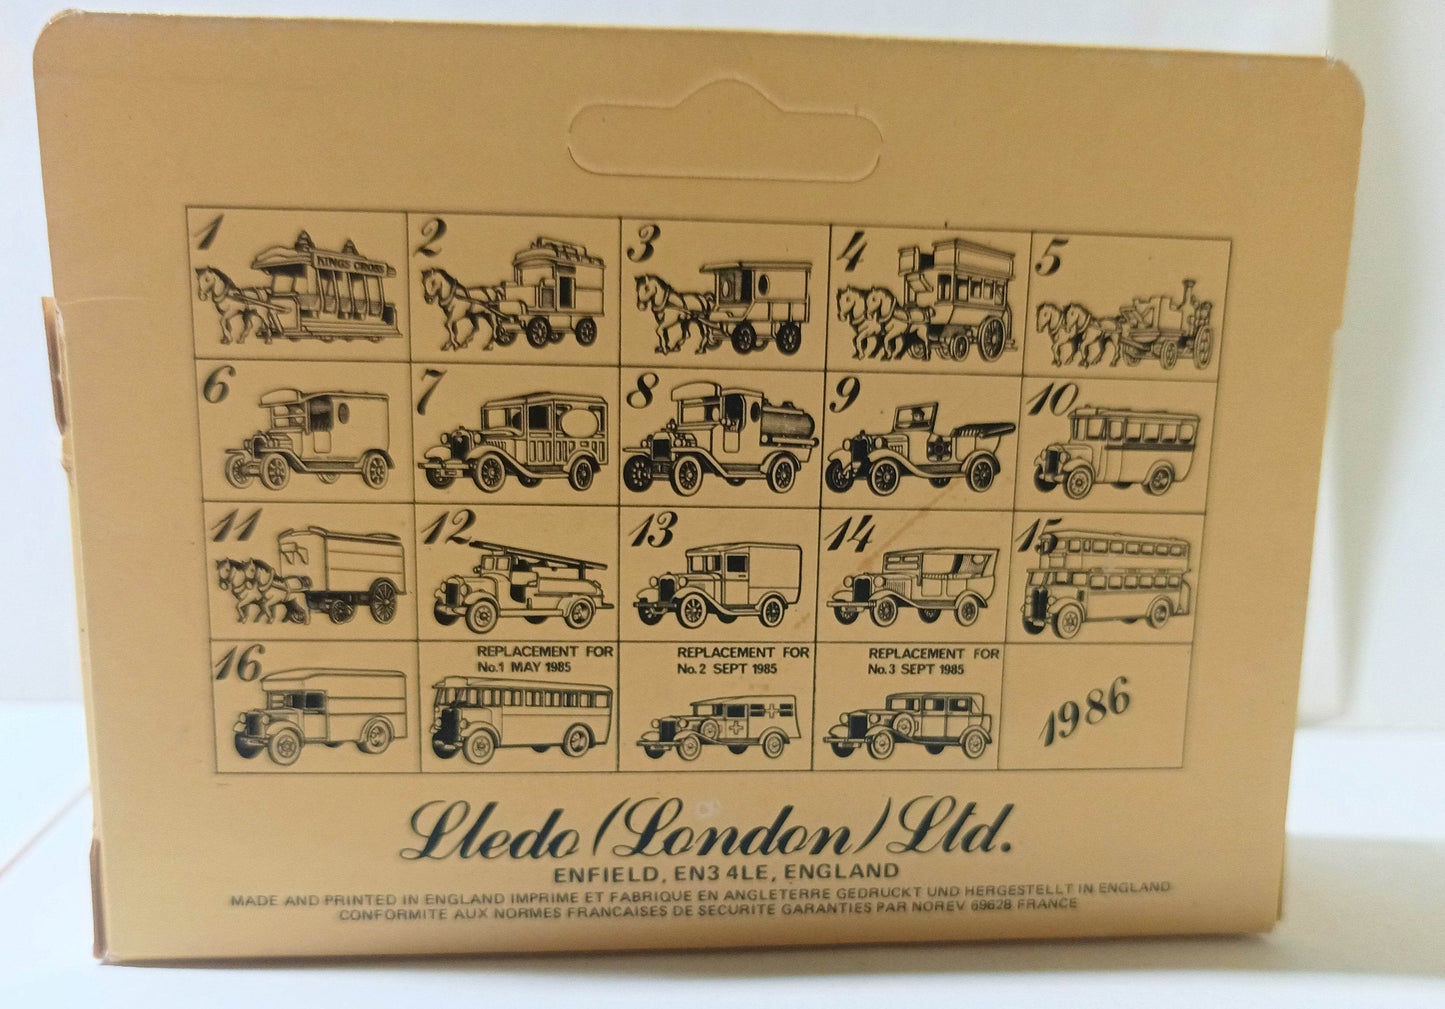 1 2 3 4 5
KINGS CROSS
6 7 8 9 10
11 12 13 14 15
16
REPLACEMENT FOR
No.1 MAY 1985
REPLACEMENT FOR
No.2 SEPT 1985
REPLACEMENT FOR
No.3 SEPT 1985
1986
Lledo (London) Ltd.
ENFIELD, EN3 4LE, ENGLAND
MADE AND PRINTED IN ENGLAND IMPRIME ET FABRIQUE EN ANGLETERRE GEDRUCKT UND HERGESTELLT IN ENGLAND
CONFORMITE AUX NORMES FRANCAISES DE SECURITE GARANTIES PAR NOREV 69628 FRANCE